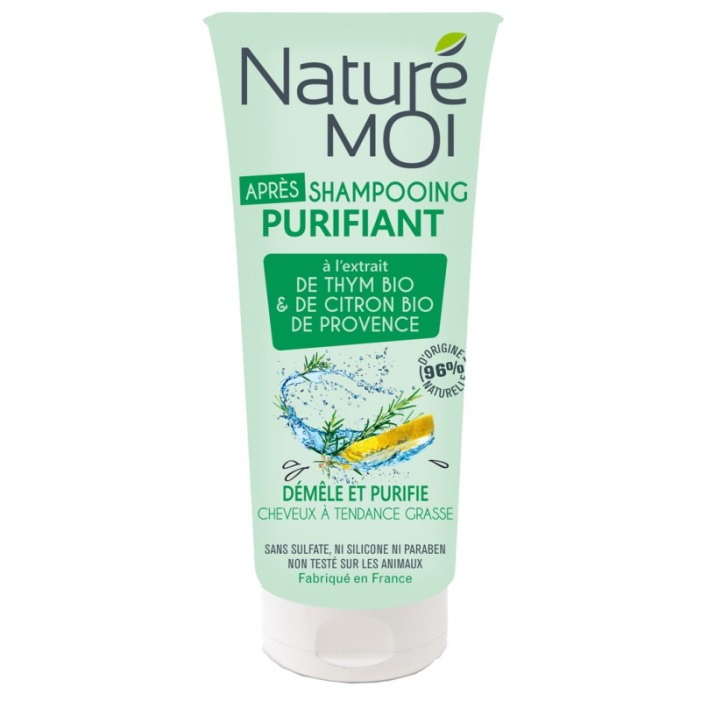 Naturé
MOI
APRÈS SHAMPOOING
PURIFIANT
à l'extrait
DE THYM BIO
& DE CITRON BIO
DE PROVENCE
D'ORIGINE
96%
NATURELLE
DÉMÊLE ET PURIFIE
CHEVEUX À TENDANCE GRASSE
SANS SULFATE, NI SILICONE NI PARABEN
NON TESTÉ SUR LES ANIMAUX
Fabriqué en France